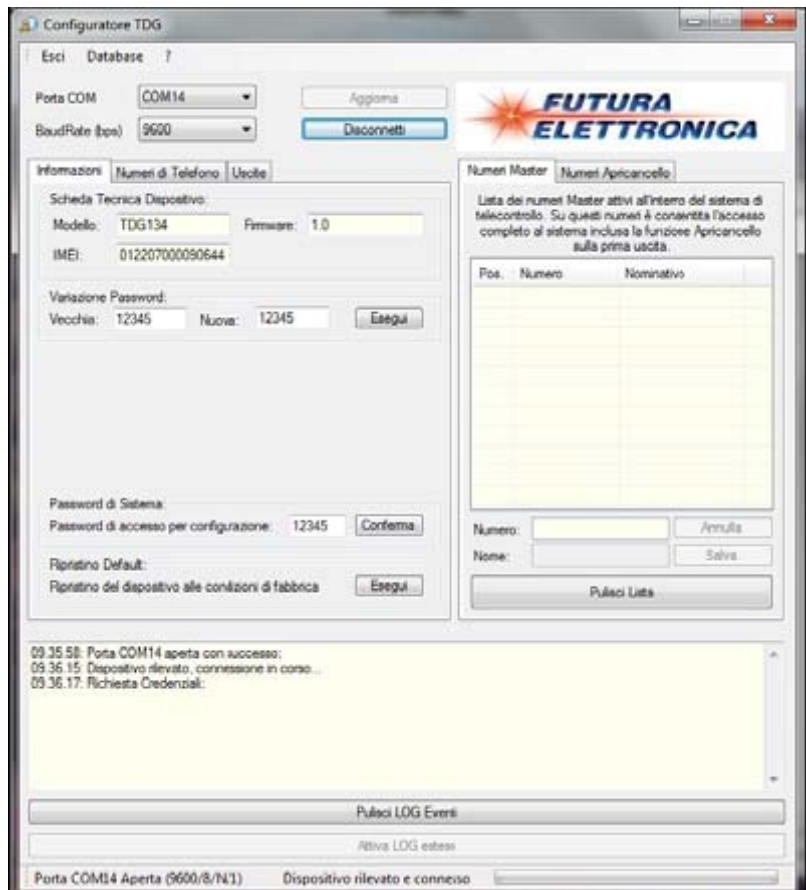 Configuratore TDG
Esci Database ?
Porta COM COM14 Aggiorna
BaudRate (bps) 9600 Disconnetti
FUTURA
ELETTRONICA
Informazioni Numeri di Telefono Uscite
Scheda Tecnica Dispositivo:
Modello: TDG134 Firmware: 1.0
IMEI: 012207000090644
Variazione Password:
Vecchia: 12345 Nuova: 12345 Esegui
Password di Sistema:
Password di accesso per configurazione: 12345 Conferma
Ripristino Default:
Ripristino del dispositivo alle condizioni di fabbrica Esegui
Numeri Master Numeri Apricancello
Lista dei numeri Master attivi all'interno del sistema di
telecontrollo. Su questi numeri è consentita l'accesso
completo al sistema inclusa la funzione Apricancello
sulla prima uscita.
Pos. Numero Nominativo
Numero: Annulla
Nome: Salva
Pulisci Lista
09.35.58: Porta COM14 aperta con successo:
09.36.15: Dispositivo rilevato, connessione in corso...
09.36.17: Richiesta Credenziali:
Pulisci LOG Eventi
Attiva LOG estesi
Porta COM14 Aperta (9600/8/N/1) Dispositivo rilevato e connesso